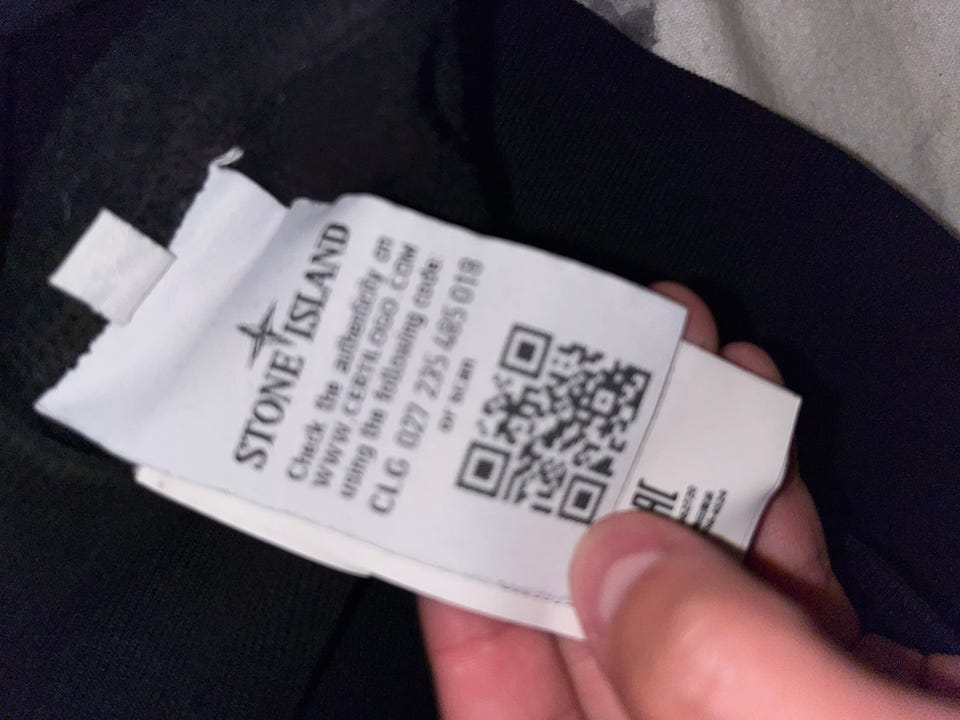 STONE ISLAND
Check the authenticity on
WWW.CERTILOGO.COM
using the following code:
CLG 027 235 485 018
or scan